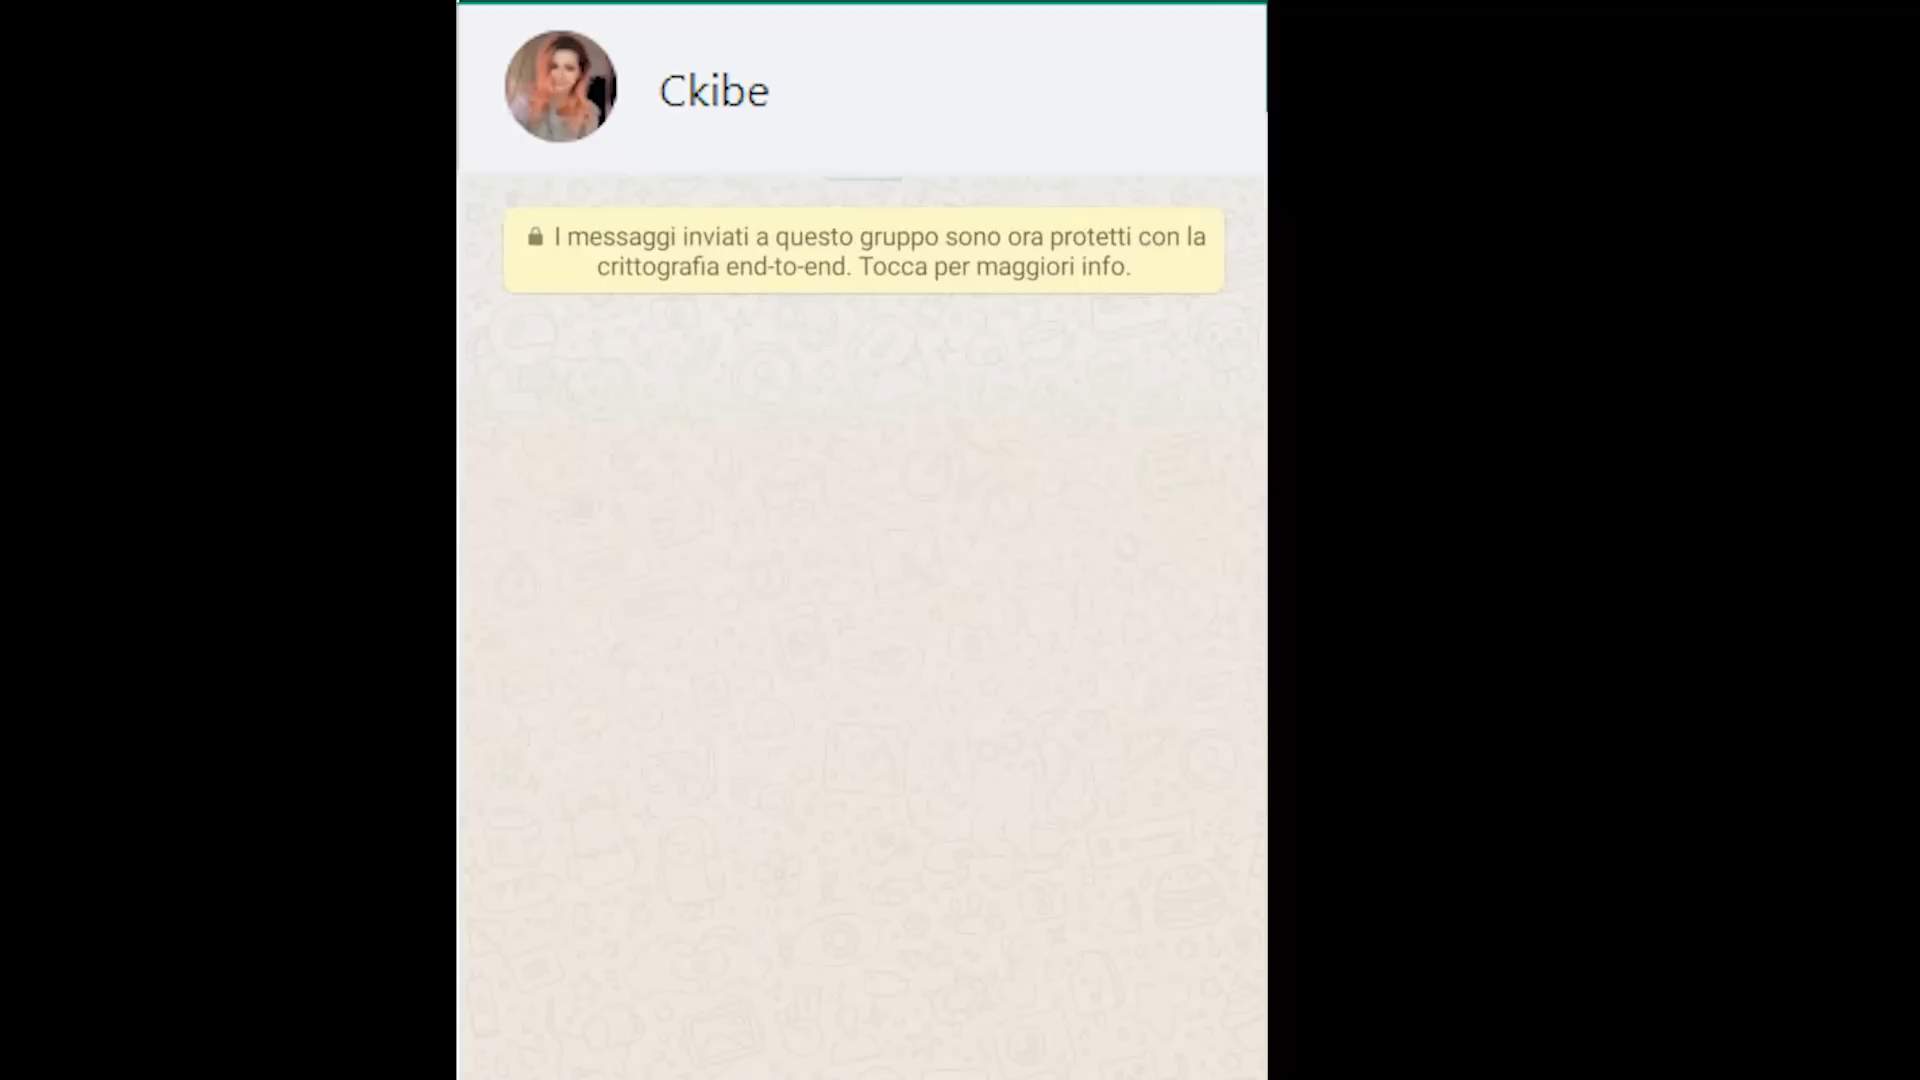 Ckibe
I messaggi inviati a questo gruppo sono ora protetti con la
crittografia end-to-end. Tocca per maggiori info.